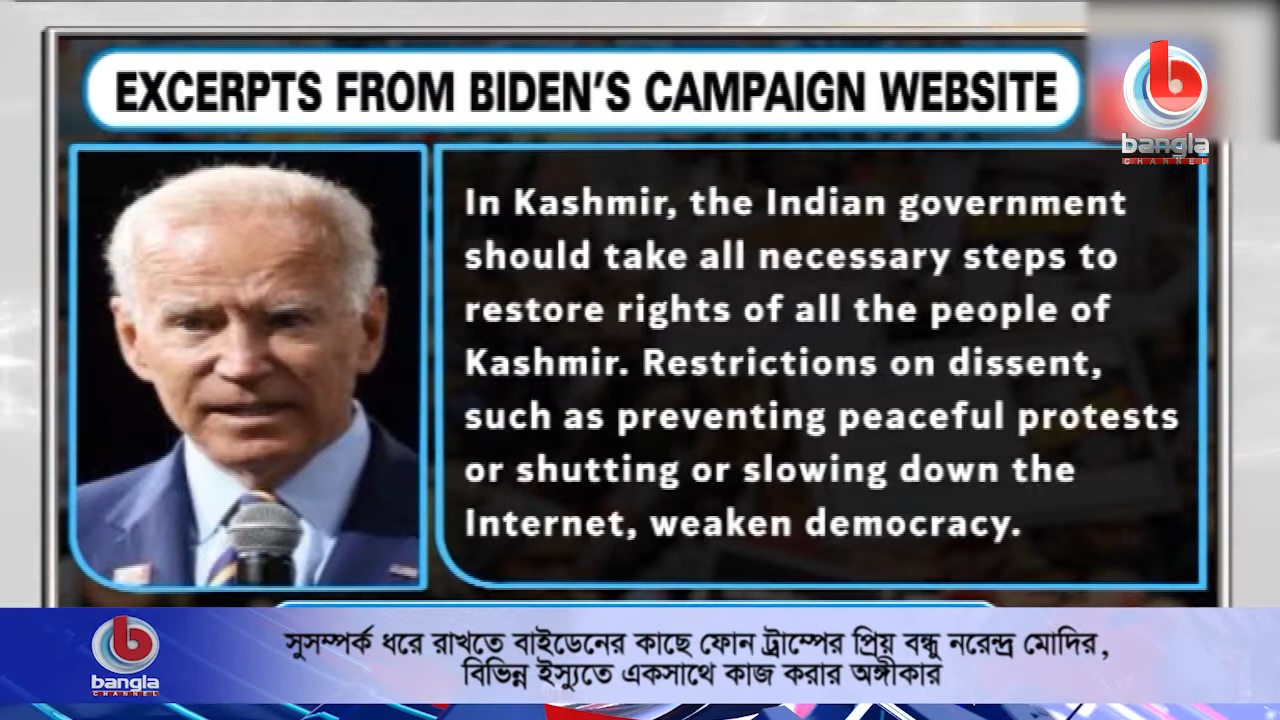 EXCERPTS FROM BIDEN'S CAMPAIGN WEBSITE
b
bangla
CHANNEL
In Kashmir, the Indian government
should take all necessary steps to
restore rights of all the people of
Kashmir. Restrictions on dissent,
such as preventing peaceful protests
or shutting or slowing down the
Internet, weaken democracy.
b
bangla
CHANNEL
সুসম্পর্ক ধরে রাখতে বাইডেনের কাছে ফোন ট্রাম্পের প্রিয় বন্ধু নরেন্দ্র মোদির,
বিভিন্ন ইস্যুতে একসাথে কাজ করার অঙ্গীকার